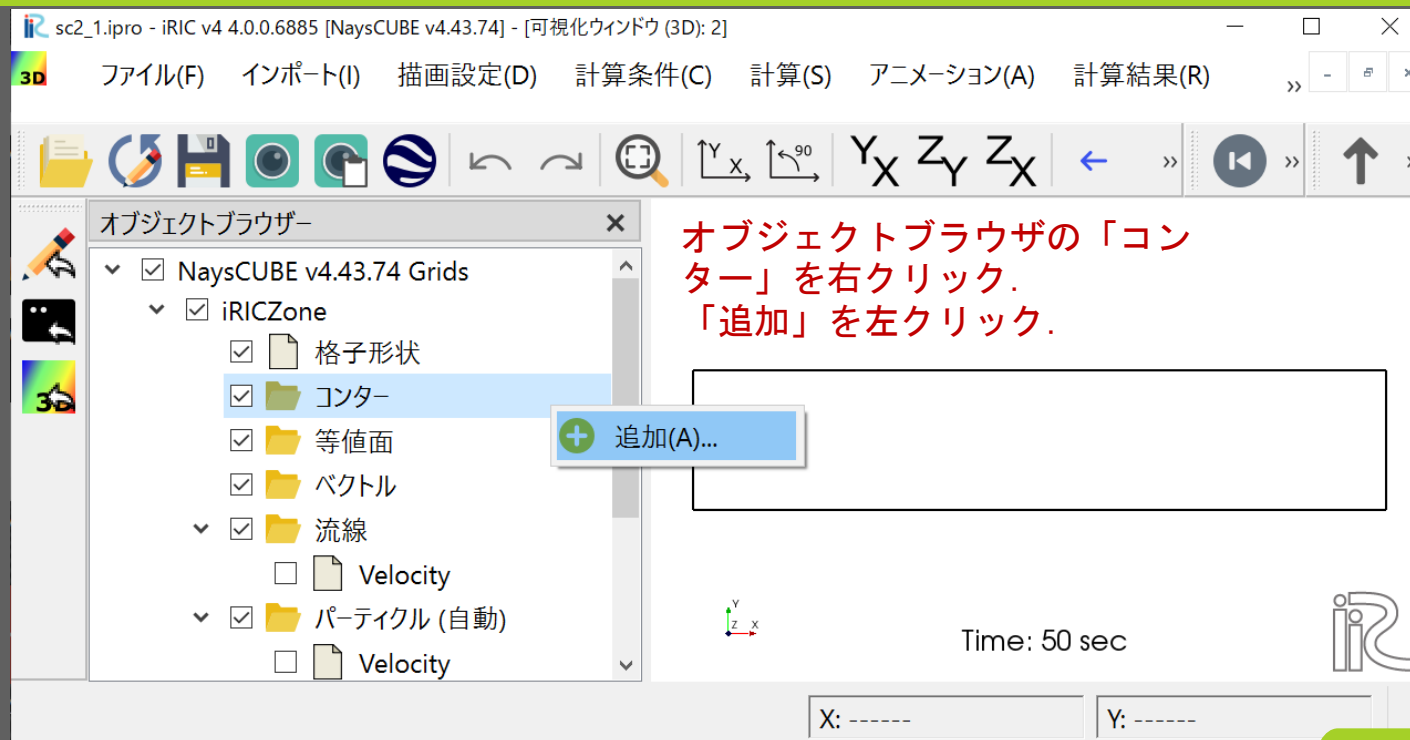 sc2_1.ipro - iRIC v4 4.0.0.6885 [NaysCUBE v4.43.74] - [可視化ウィンドウ (3D): 2]
3D ファイル(F) インポート(I) 描画設定(D) 計算条件(C) 計算(S) アニメーション(A) 計算結果(R) »
Y X 90 YX ZY ZX » »
オブジェクトブラウザー
NaysCUBE v4.43.74 Grids
iRICZone
格子形状
コンター
等値面
ベクトル
流線
Velocity
パーティクル (自動)
Velocity
3D
追加(A)...
オブジェクトブラウザの「コン
ター」を右クリック.
「追加」を左クリック.
Y
Z X
Time: 50 sec
iRIC
X: ------ Y: ------